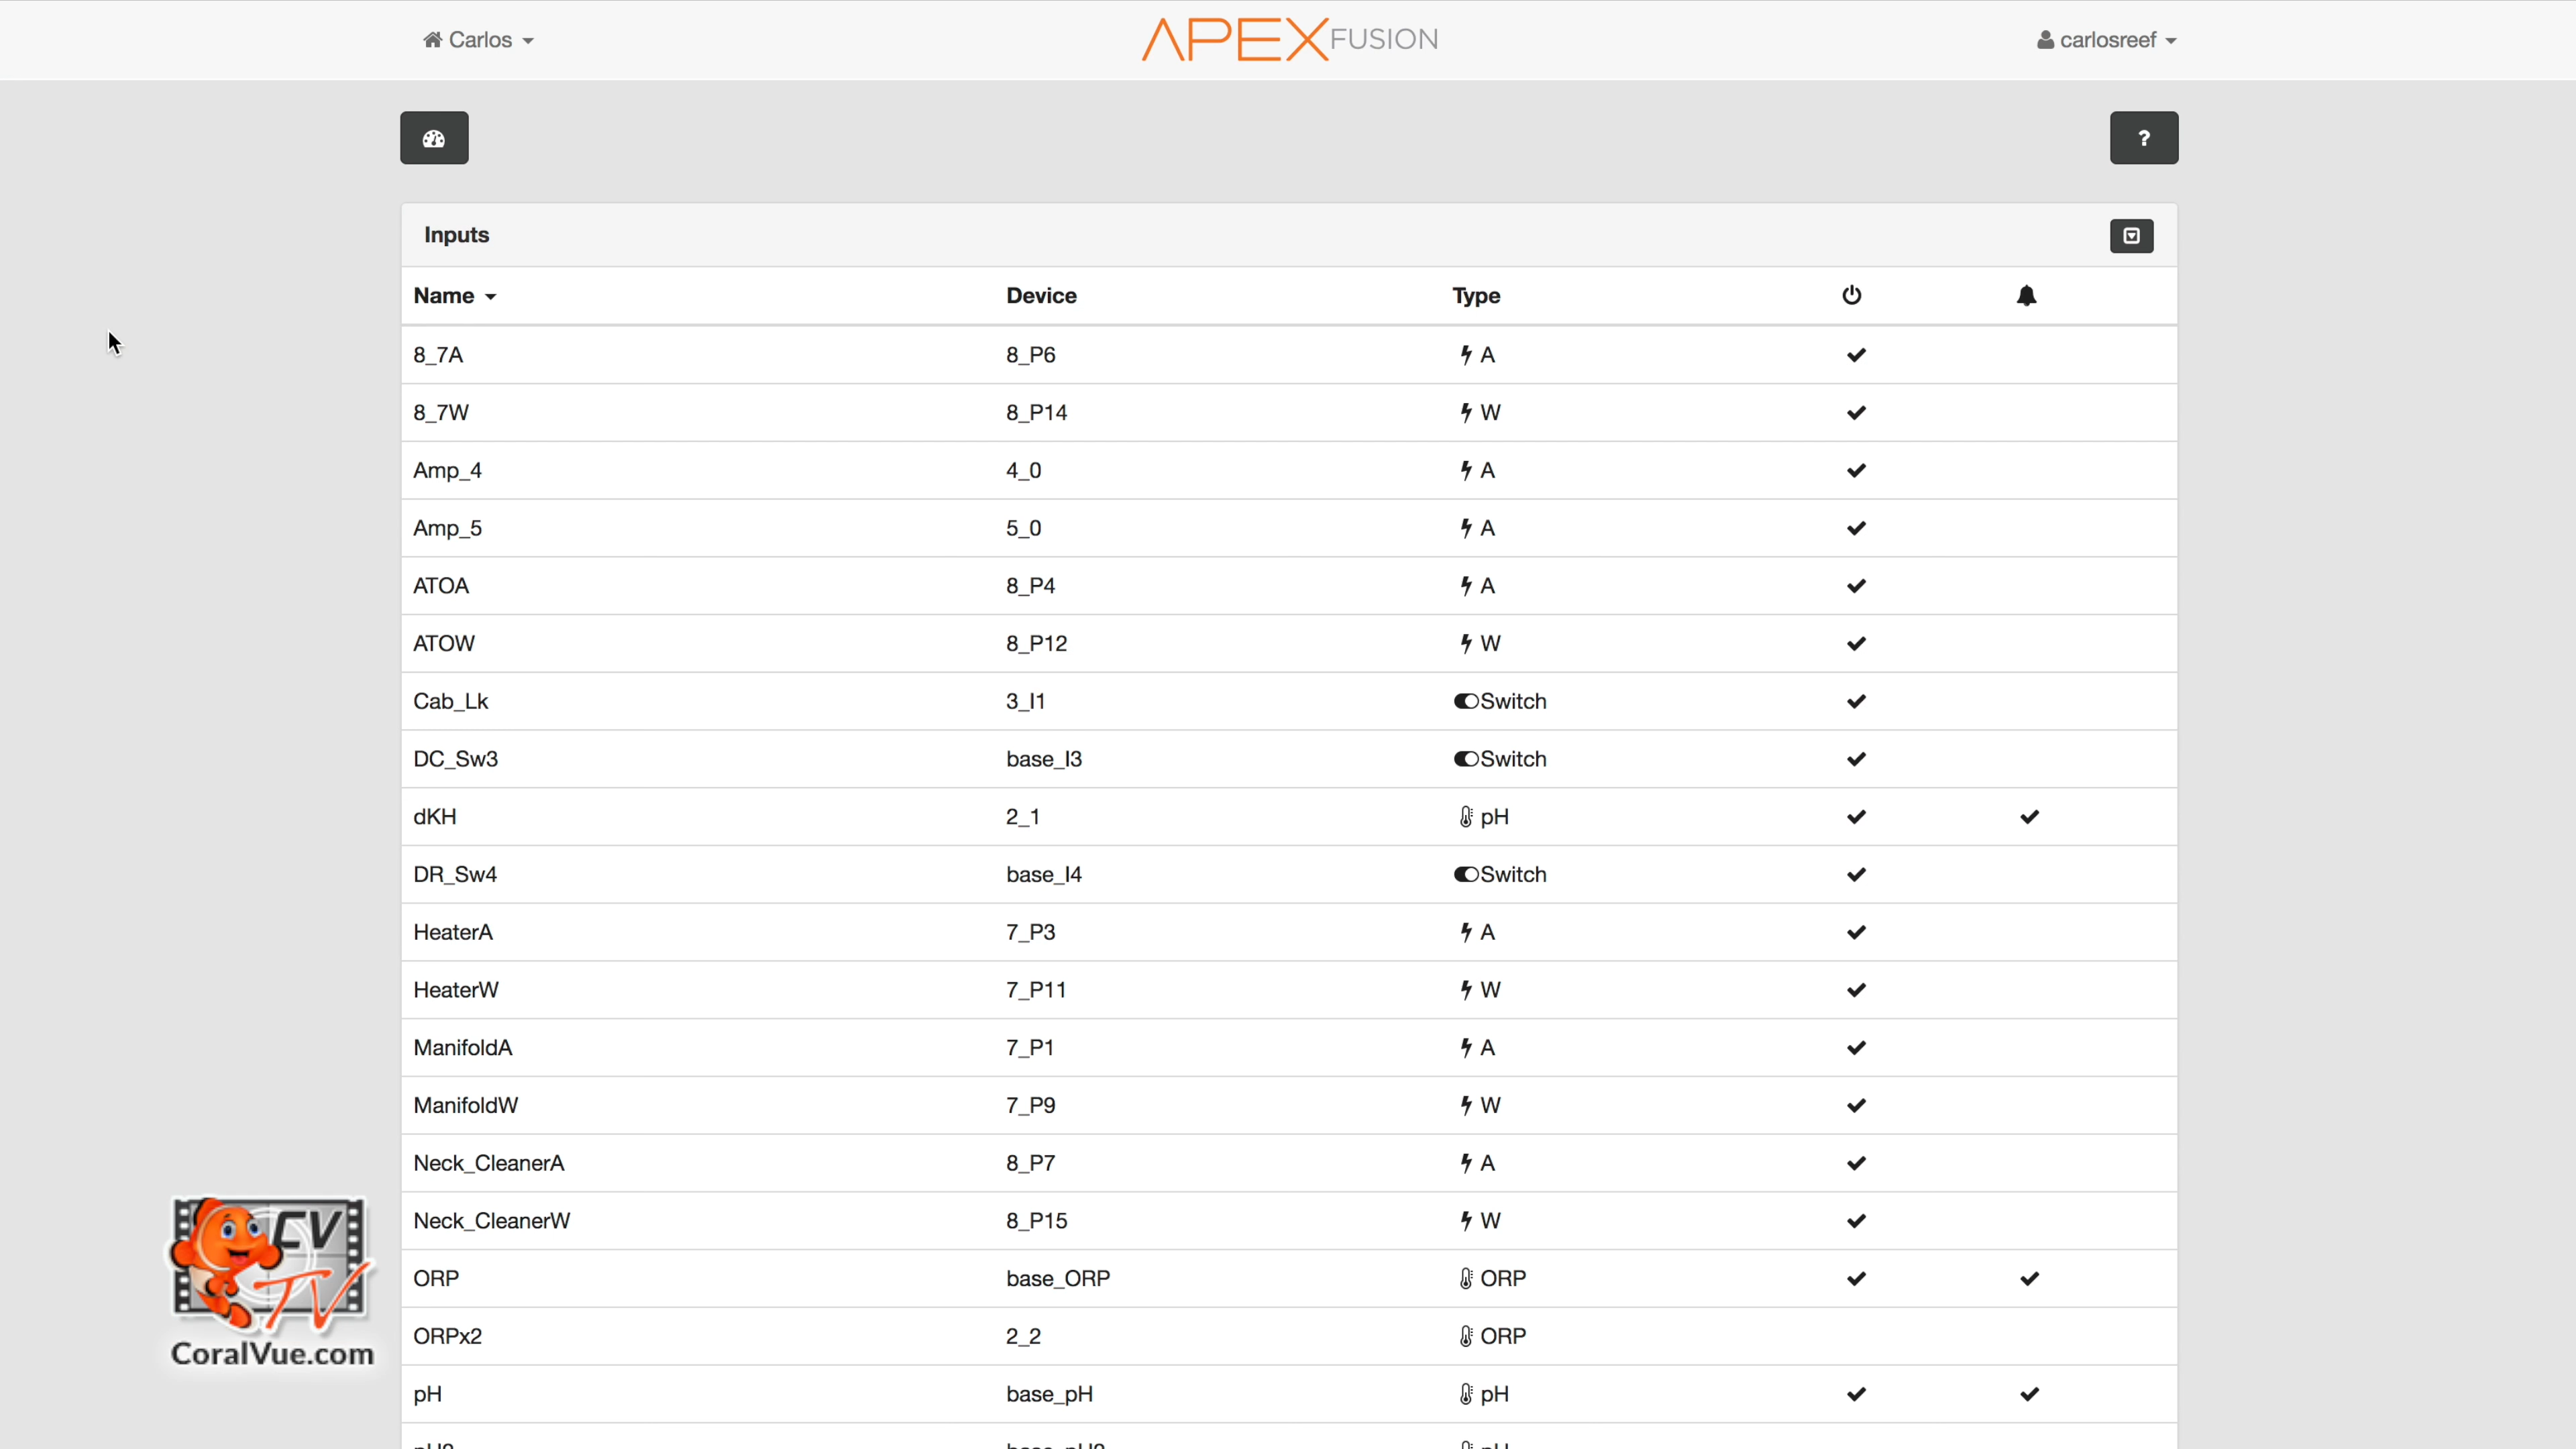 Carlos
APEX FUSION
carlosreef
?
Inputs
Name Device Type
8_7A 8_P6 A
8_7W 8_P14 W
Amp_4 4_0 A
Amp_5 5_0 A
ATOA 8_P4 A
ATOW 8_P12 W
Cab_Lk 3_I1 Switch
DC_Sw3 base_I3 Switch
dKH 2_1 pH
DR_Sw4 base_I4 Switch
HeaterA 7_P3 A
HeaterW 7_P11 W
ManifoldA 7_P1 A
ManifoldW 7_P9 W
Neck_CleanerA 8_P7 A
Neck_CleanerW 8_P15 W
ORP base_ORP ORP
ORPx2 2_2 ORP
pH base_pH pH
CV
TV
CoralVue.com